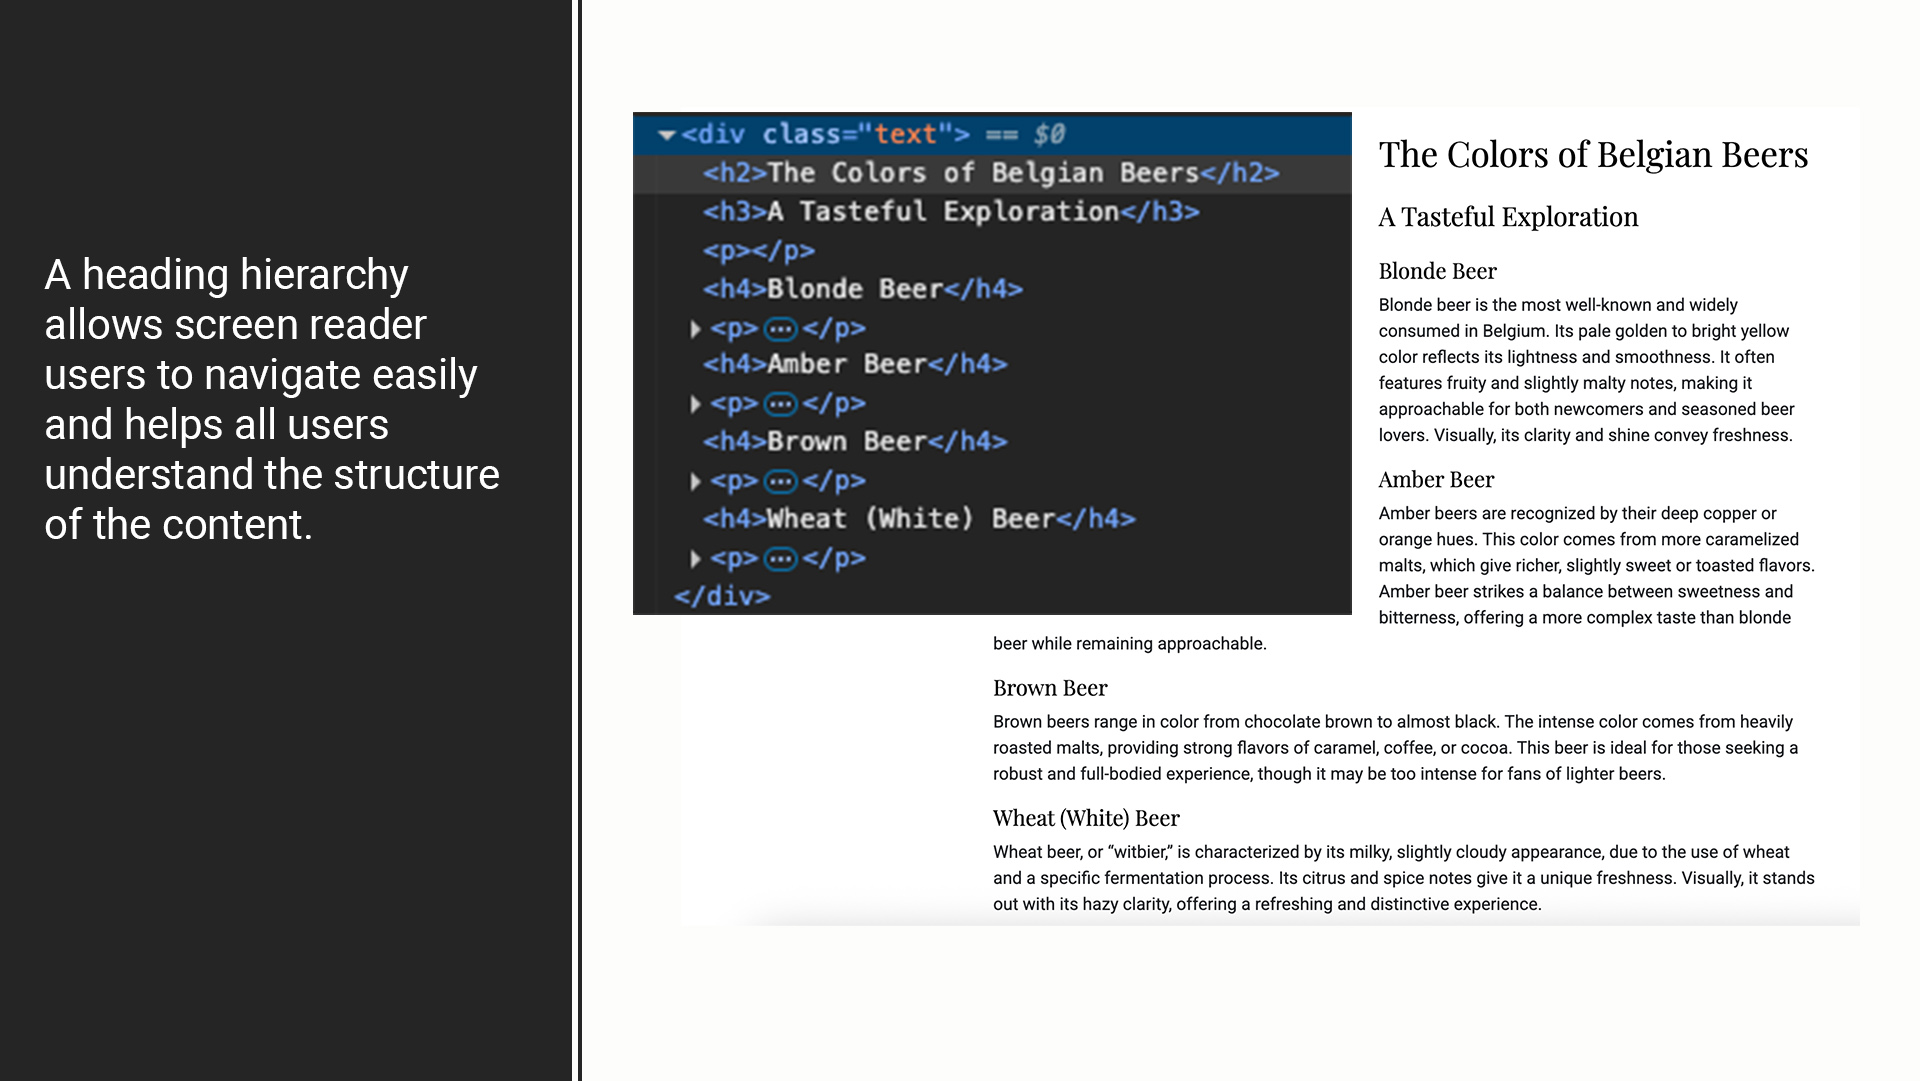 A heading hierarchy
allows screen reader
users to navigate easily
and helps all users
understand the structure
of the content.
<div class="text"> == $0
<h2>The Colors of Belgian Beers</h2>
<h3>A Tasteful Exploration</h3>
<p></p>
<h4>Blonde Beer</h4>
<p>…</p>
<h4>Amber Beer</h4>
<p>…</p>
<h4>Brown Beer</h4>
<p>…</p>
<h4>Wheat (White) Beer</h4>
<p>…</p>
</div>
The Colors of Belgian Beers
A Tasteful Exploration
Blonde Beer
Blonde beer is the most well-known and widely
consumed in Belgium. Its pale golden to bright yellow
color reflects its lightness and smoothness. It often
features fruity and slightly malty notes, making it
approachable for both newcomers and seasoned beer
lovers. Visually, its clarity and shine convey freshness.
Amber Beer
Amber beers are recognized by their deep copper or
orange hues. This color comes from more caramelized
malts, which give richer, slightly sweet or toasted flavors.
Amber beer strikes a balance between sweetness and
bitterness, offering a more complex taste than blonde
beer while remaining approachable.
Brown Beer
Brown beers range in color from chocolate brown to almost black. The intense color comes from heavily
roasted malts, providing strong flavors of caramel, coffee, or cocoa. This beer is ideal for those seeking a
robust and full-bodied experience, though it may be too intense for fans of lighter beers.
Wheat (White) Beer
Wheat beer, or “witbier,” is characterized by its milky, slightly cloudy appearance, due to the use of wheat
and a specific fermentation process. Its citrus and spice notes give it a unique freshness. Visually, it stands
out with its hazy clarity, offering a refreshing and distinctive experience.